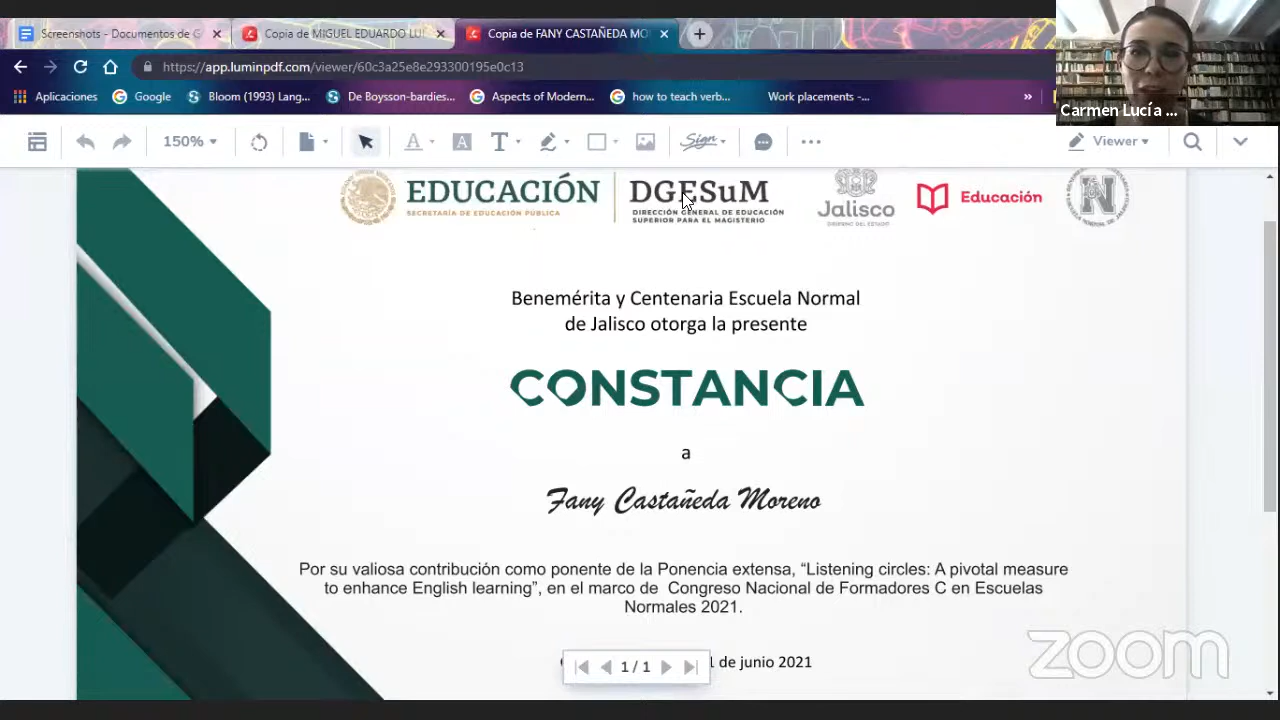 Screenshots - Documentos de G
Copia de MIGUEL EDUARDO LU
Copia de FANY CASTAÑEDA MO
https://app.luminpdf.com/viewer/60c3a25e8e293300195e0c13
Aplicaciones
Google
Bloom (1993) Lang...
De Boysson-bardies...
Aspects of Modern...
how to teach verb...
Work placements -...
»
Carmen Lucía ...
150%
Sign
Viewer
EDUCACIÓN
SECRETARÍA DE EDUCACIÓN PÚBLICA
DGESuM
DIRECCIÓN GENERAL DE EDUCACIÓN
SUPERIOR PARA EL MAGISTERIO
Jalisco
GOBIERNO DEL ESTADO
Educación
N
Benemérita y Centenaria Escuela Normal
de Jalisco otorga la presente
CONSTANCIA
a
Fany Castañeda Moreno
Por su valiosa contribución como ponente de la Ponencia extensa, “Listening circles: A pivotal measure
to enhance English learning”, en el marco de  Congreso Nacional de Formadores C en Escuelas
Normales 2021.
1 de junio 2021
1 / 1
zoom